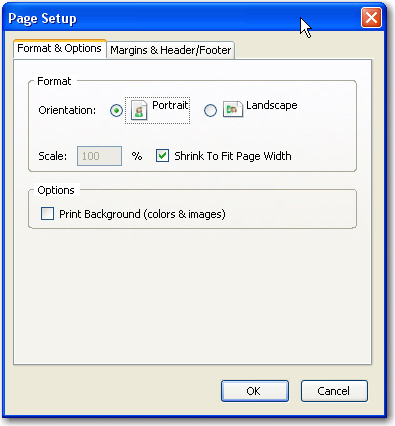 Page Setup
Format & Options Margins & Header/Footer
Format
Orientation: Portrait Landscape
Scale: 100 % Shrink To Fit Page Width
Options
Print Background (colors & images)
OK Cancel